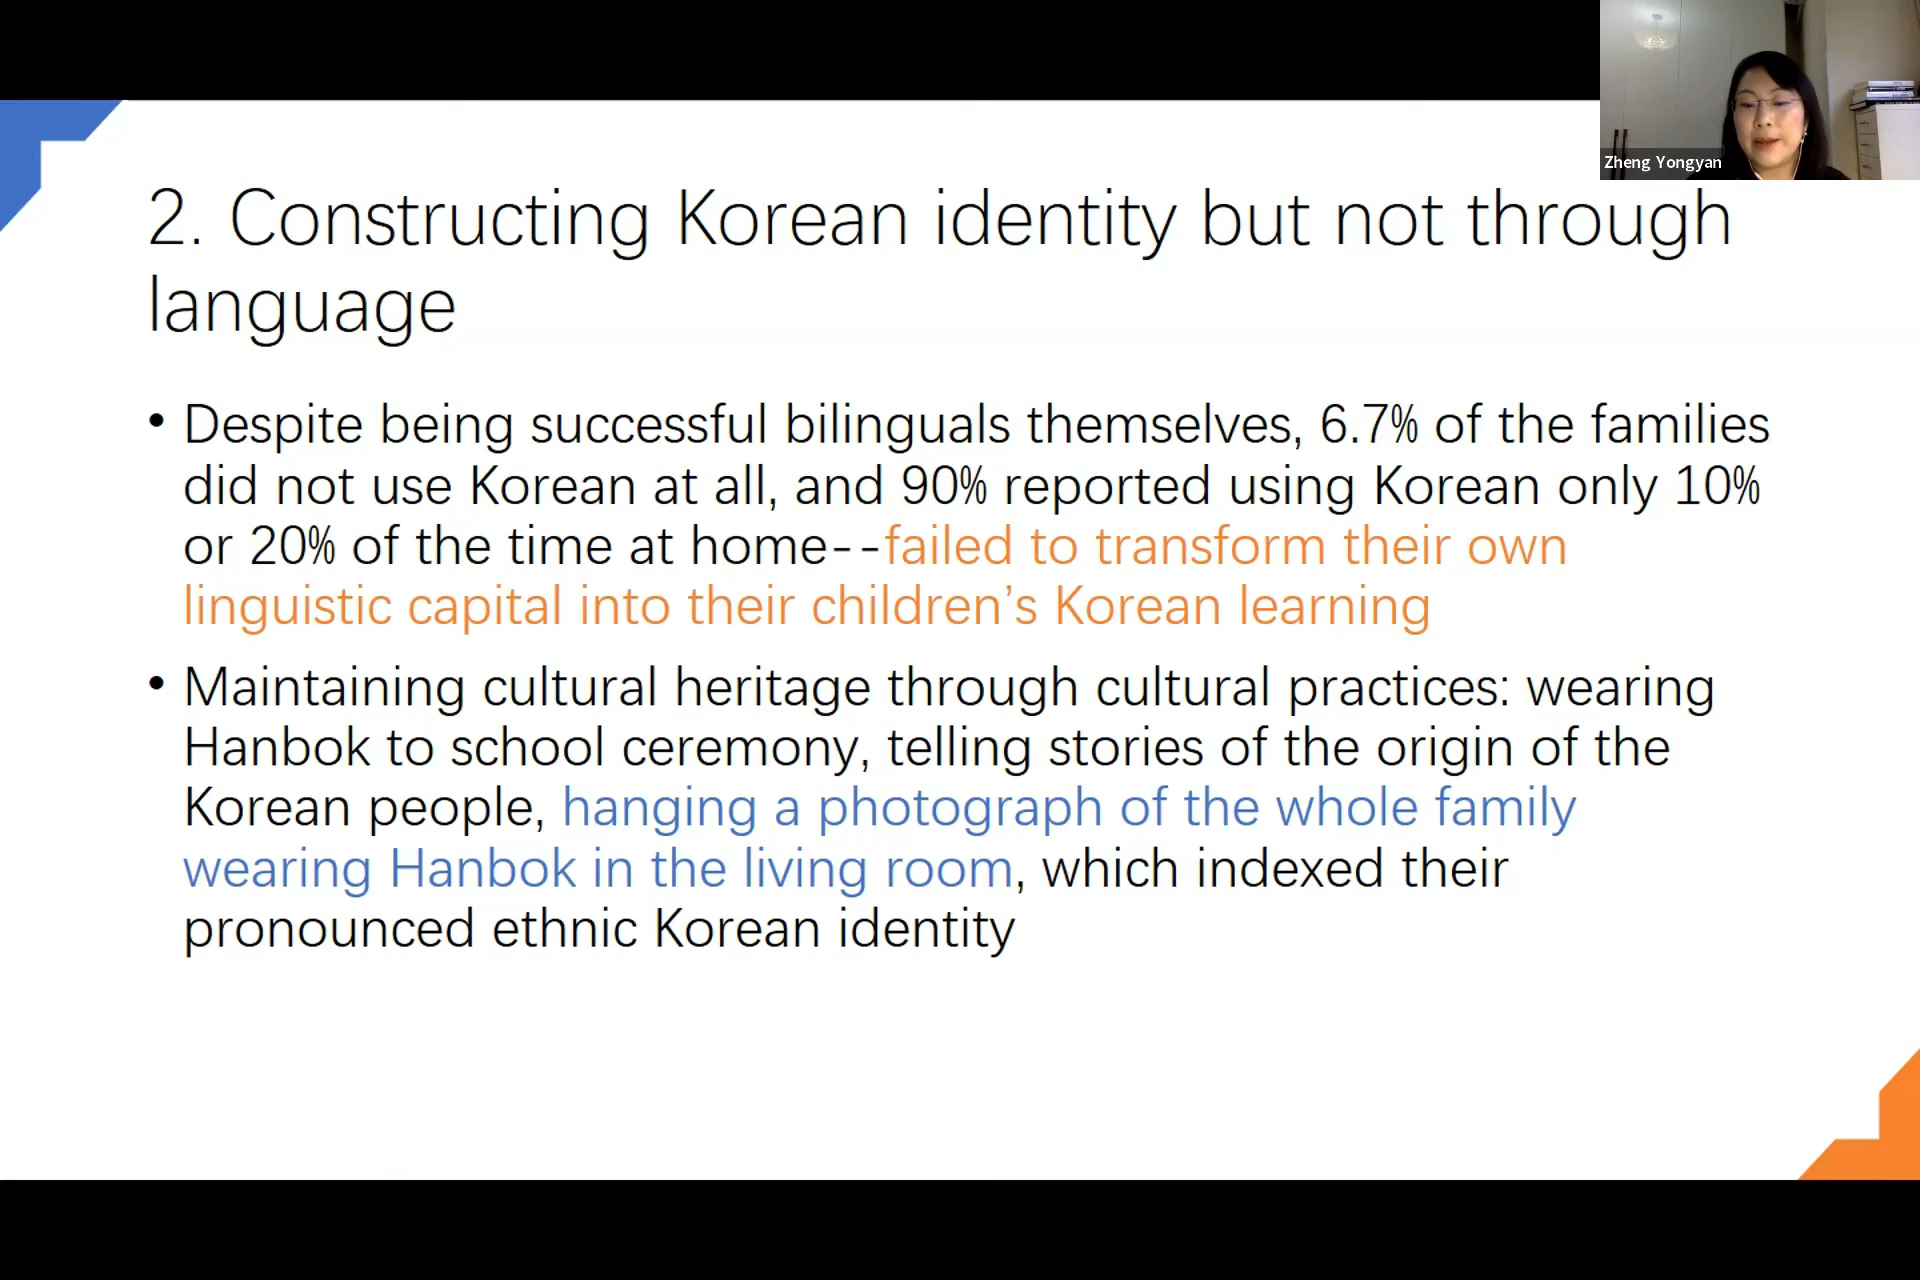 Zheng Yongyan
2. Constructing Korean identity but not through
language
• Despite being successful bilinguals themselves, 6.7% of the families
did not use Korean at all, and 90% reported using Korean only 10%
or 20% of the time at home--failed to transform their own
linguistic capital into their children’s Korean learning
• Maintaining cultural heritage through cultural practices: wearing
Hanbok to school ceremony, telling stories of the origin of the
Korean people, hanging a photograph of the whole family
wearing Hanbok in the living room, which indexed their
pronounced ethnic Korean identity